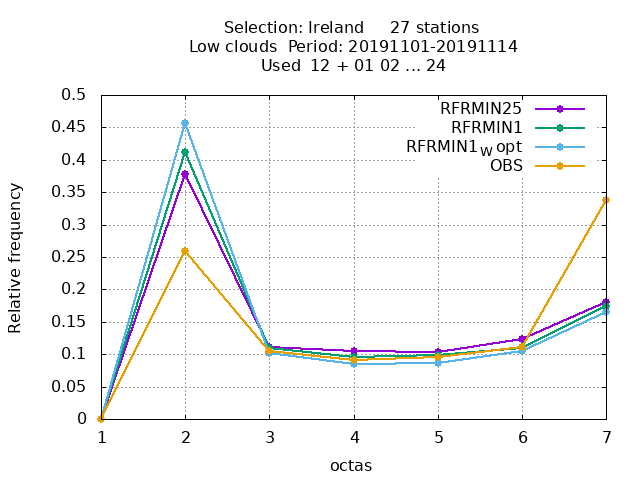 Selection: Ireland     27 stations
Low clouds  Period: 20191101-20191114
Used  12 + 01 02 ... 24
RFRMIN25
RFRMIN1
RFRMIN1W opt
OBS
Relative frequency
0.5
0.45
0.4
0.35
0.3
0.25
0.2
0.15
0.1
0.05
0
1 2 3 4 5 6 7
octas